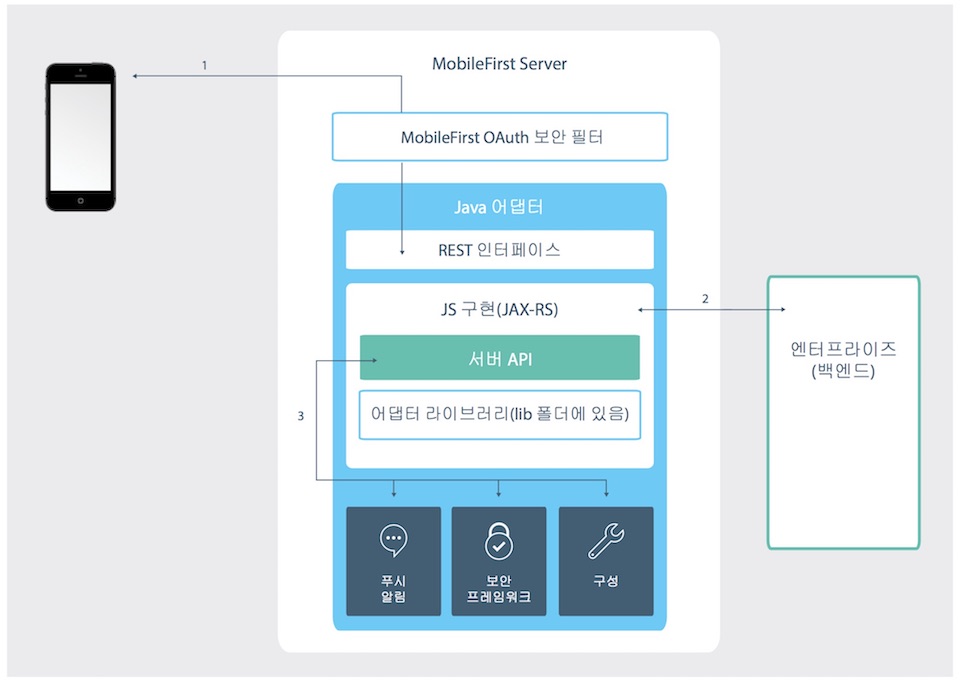 MobileFirst Server
1
MobileFirst OAuth 보안 필터
Java 어댑터
REST 인터페이스
JS 구현(JAX-RS)
2
서버 API
엔터프라이즈
(백엔드)
3
어댑터 라이브러리(lib 폴더에 있음)
푸시
알림
보안
프레임워크
구성